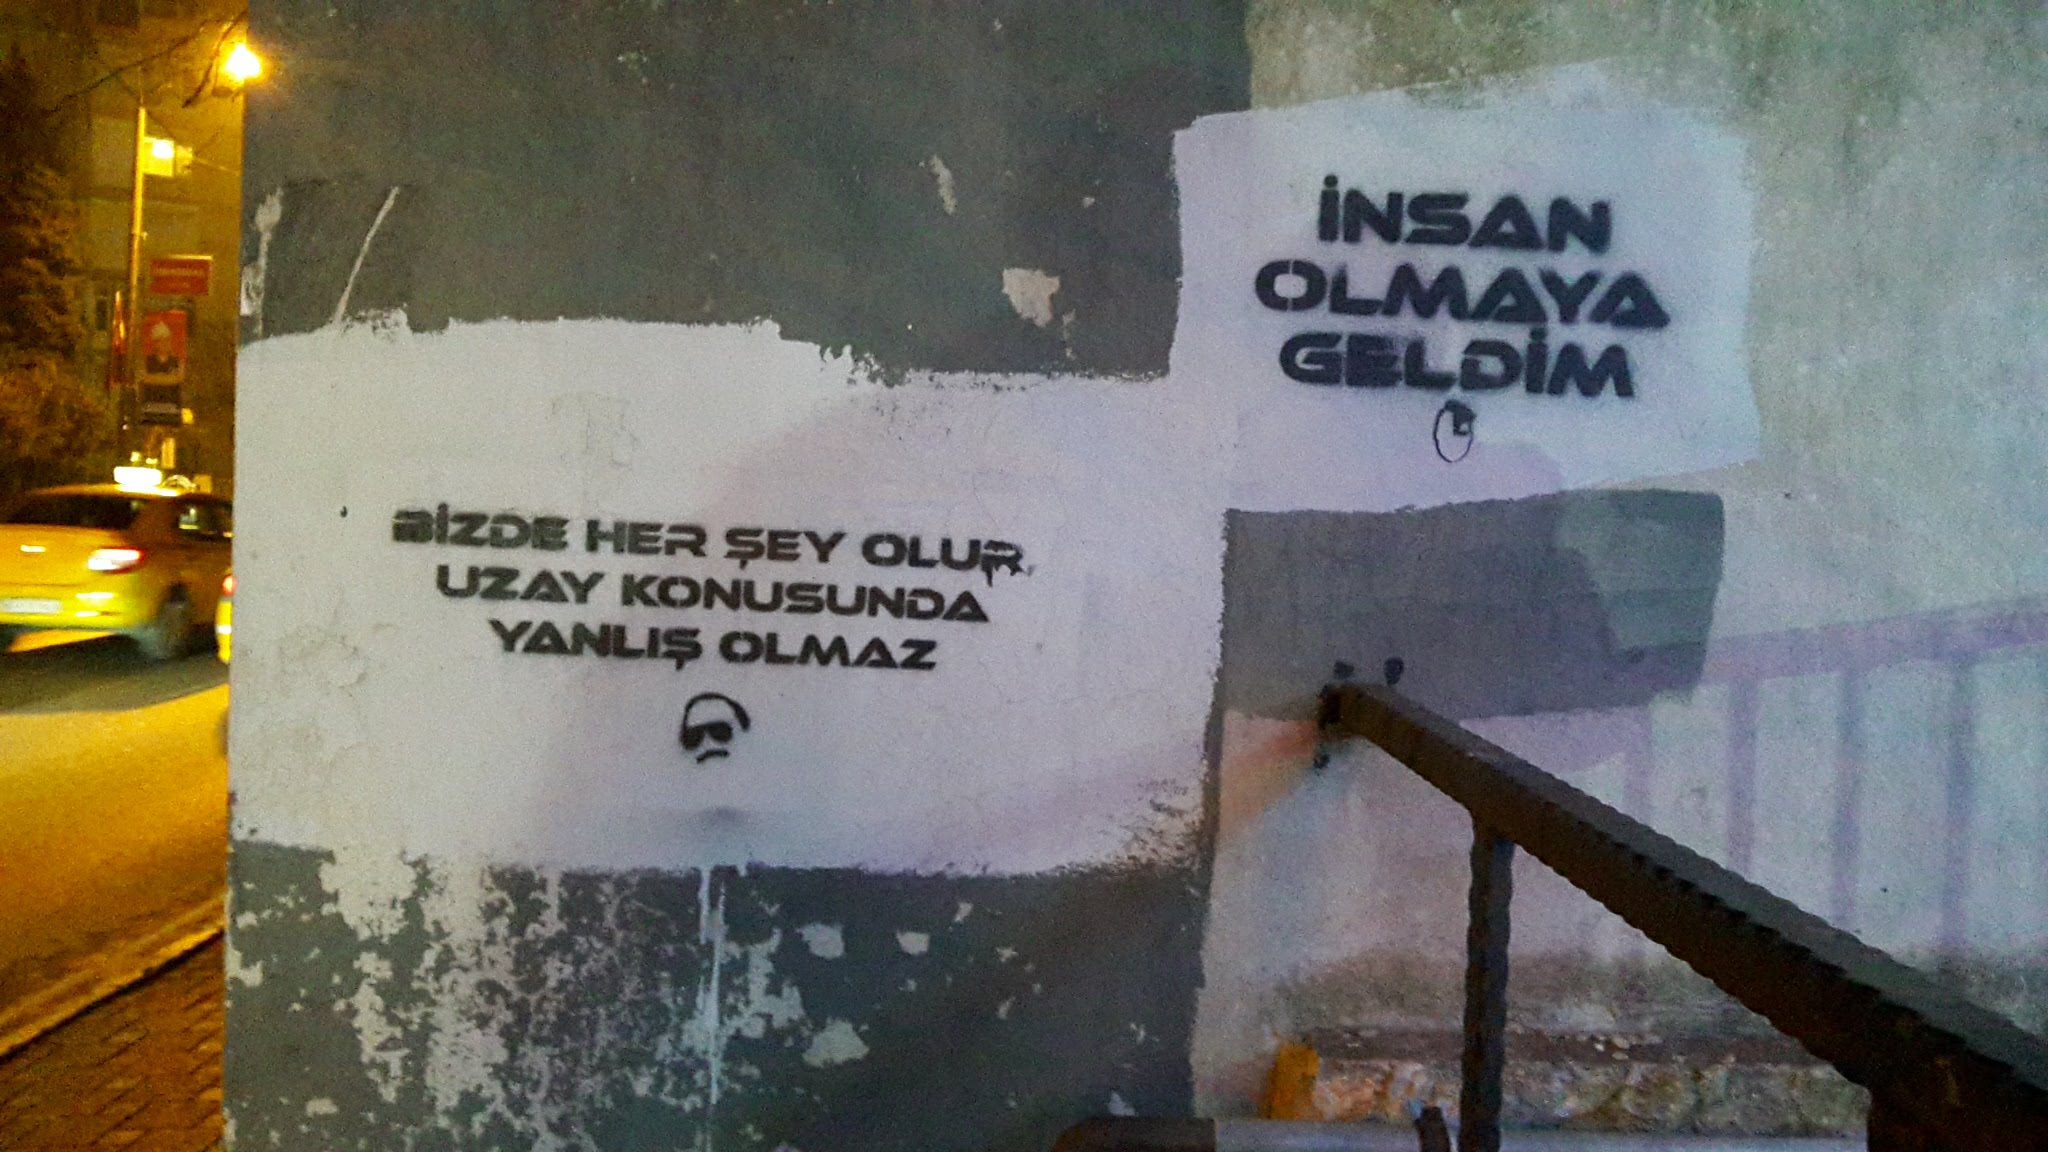 BİZDE HER ŞEY OLUR,
UZAY KONUSUNDA
YANLIŞ OLMAZ
İNSAN
OLMAYA
GELDİM